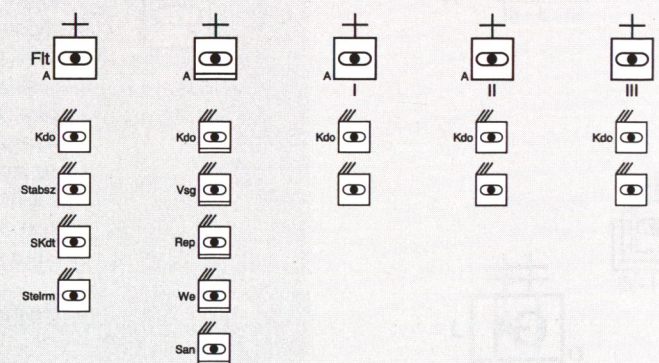 Flt
A A A A
I II III
Kdo Kdo Kdo Kdo Kdo
Stabsz Vsg
SKdt Rep
Stelrm We
San